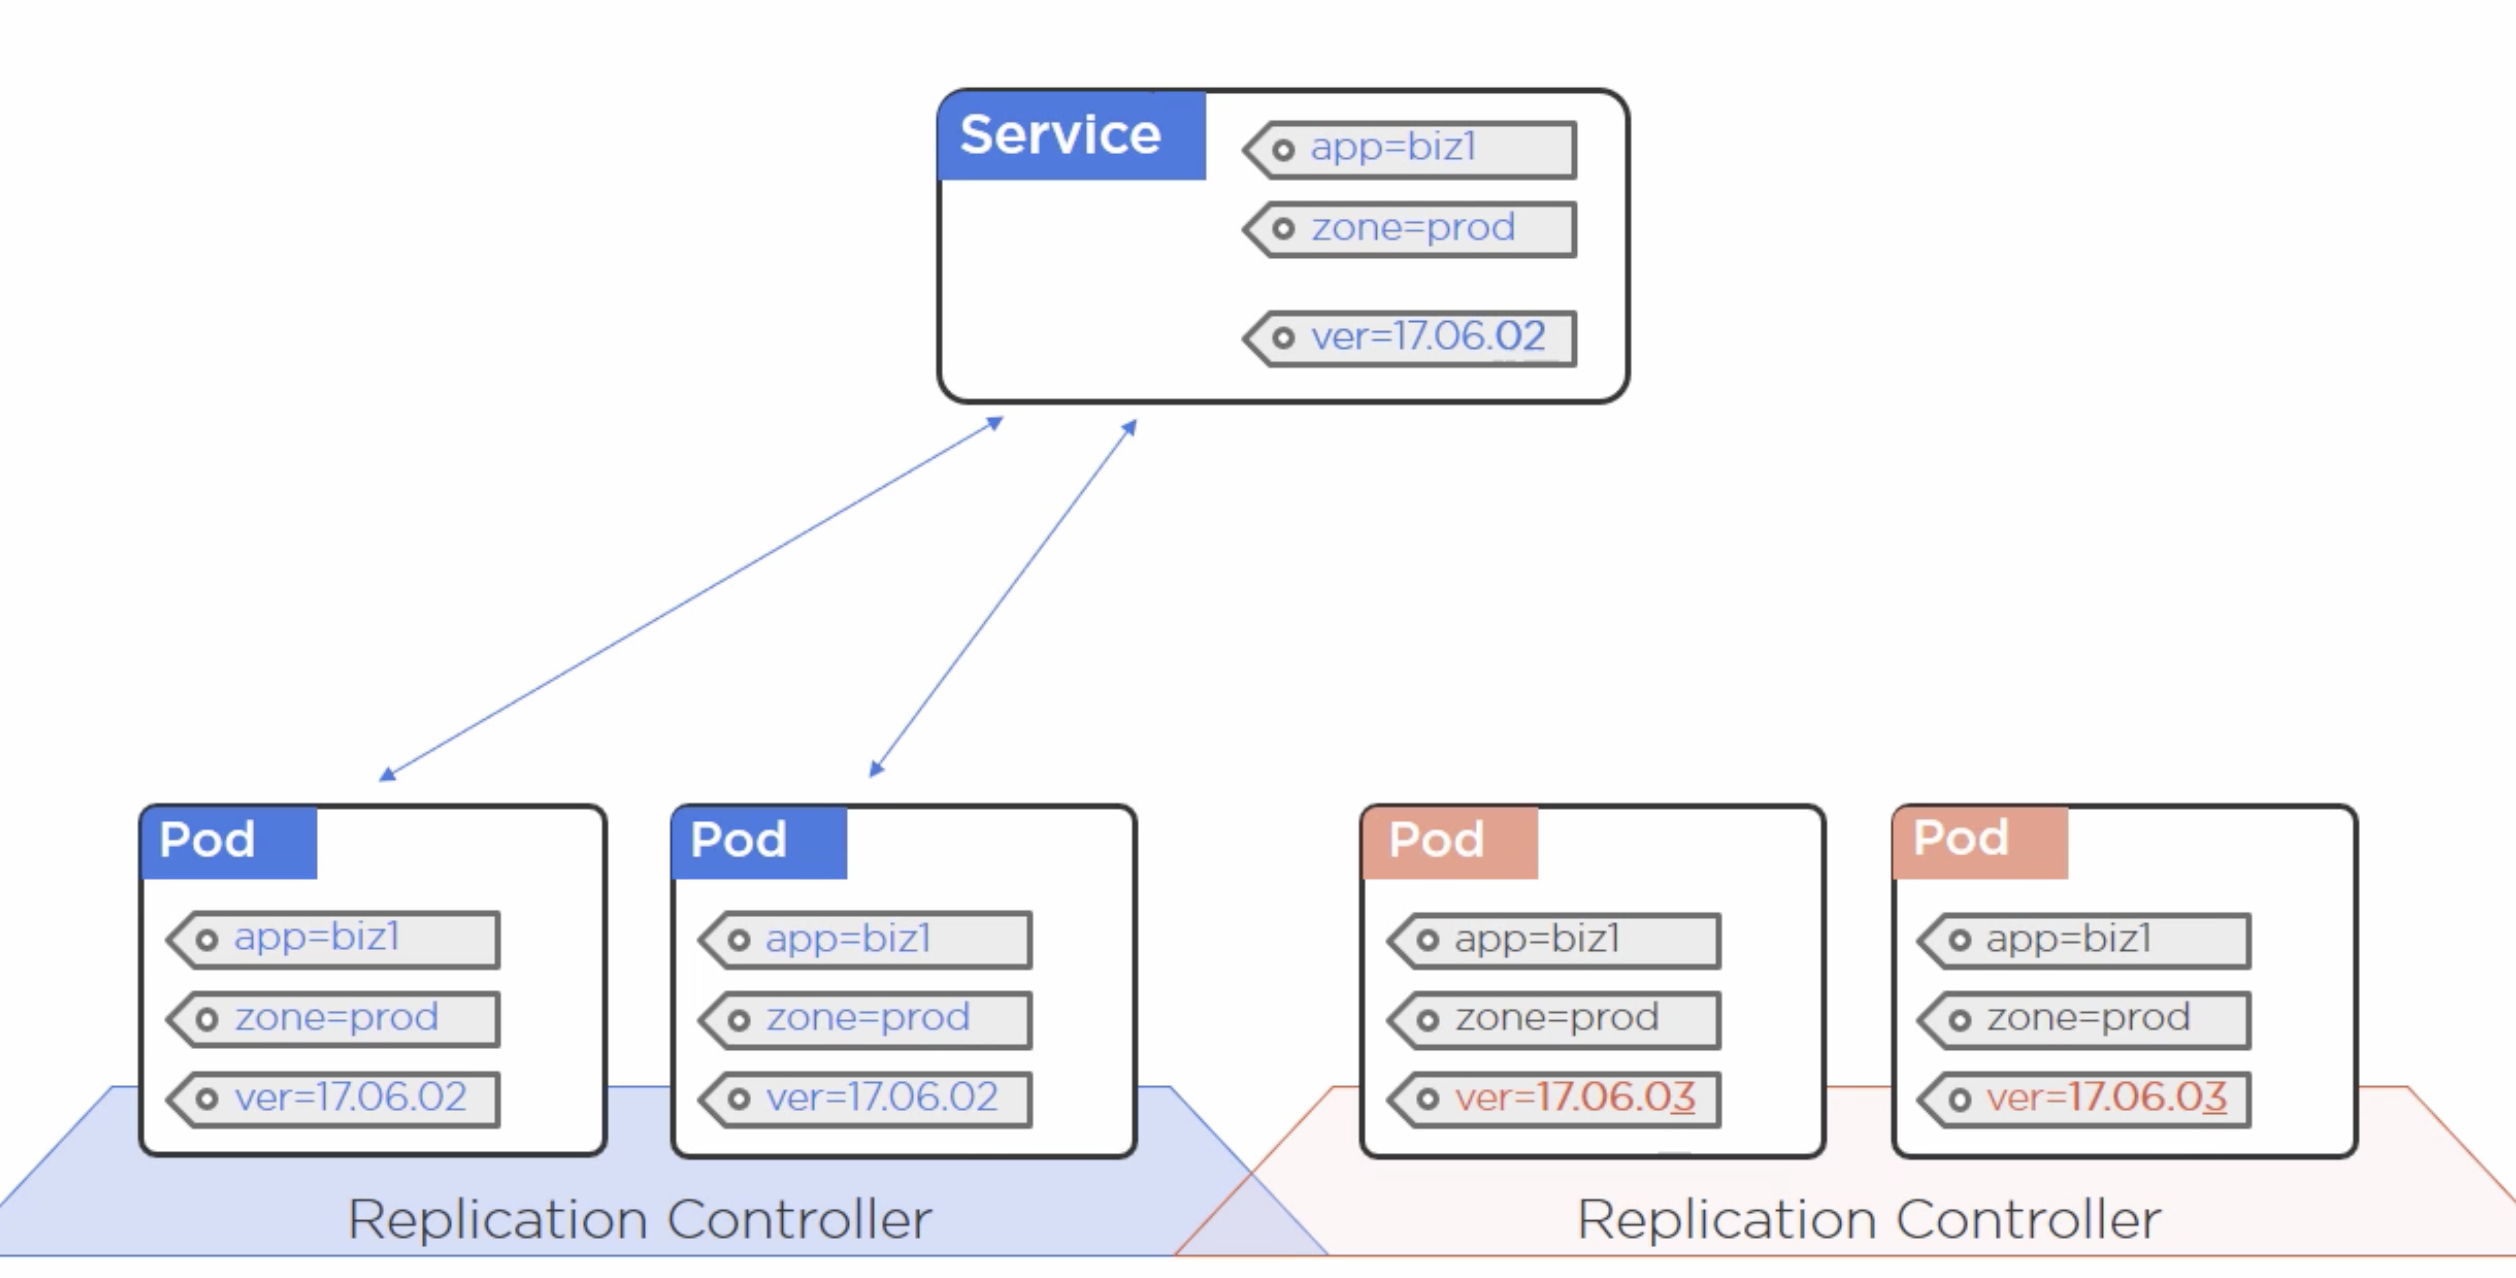 Service
app=biz1
zone=prod
ver=17.06.02
Pod
app=biz1
zone=prod
ver=17.06.02
Pod
app=biz1
zone=prod
ver=17.06.02
Pod
app=biz1
zone=prod
ver=17.06.03
Pod
app=biz1
zone=prod
ver=17.06.03
Replication Controller
Replication Controller